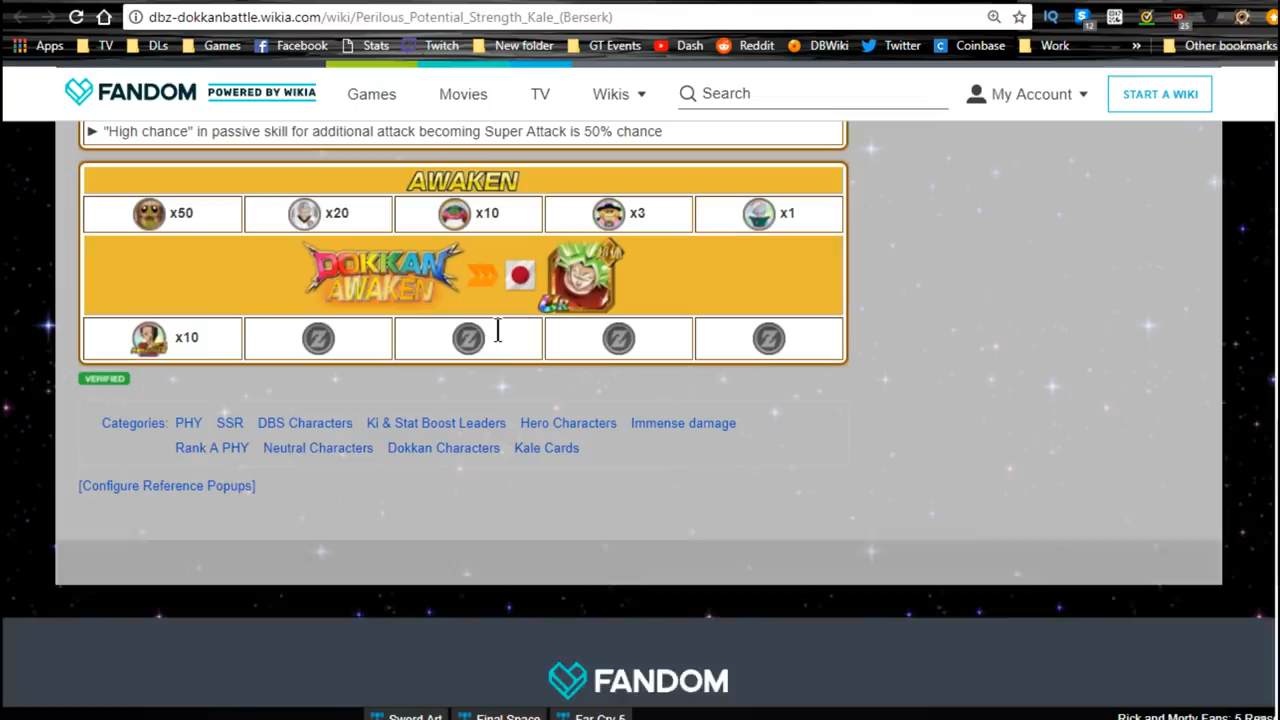 dbz-dokkanbattle.wikia.com/wiki/Perilous_Potential_Strength_Kale_(Berserk)
IQ 12 25
Apps TV DLs Games Facebook Stats Twitch New folder GT Events Dash Reddit DBWiki Twitter Coinbase Work » Other bookmarks
FANDOM POWERED BY WIKIA Games Movies TV Wikis Search My Account START A WIKI
► "High chance" in passive skill for additional attack becoming Super Attack is 50% chance
AWAKEN
x50 x20 x10 x3 x1
DOKKAN
AWAKEN
x10 Z Z Z Z
VERIFIED
Categories: PHY SSR DBS Characters Ki & Stat Boost Leaders Hero Characters Immense damage
Rank A PHY Neutral Characters Dokkan Characters Kale Cards
[Configure Reference Popups]
FANDOM
Sword Art Final Space Far Cry 5 Rick and Morty Fans: 5 Rea